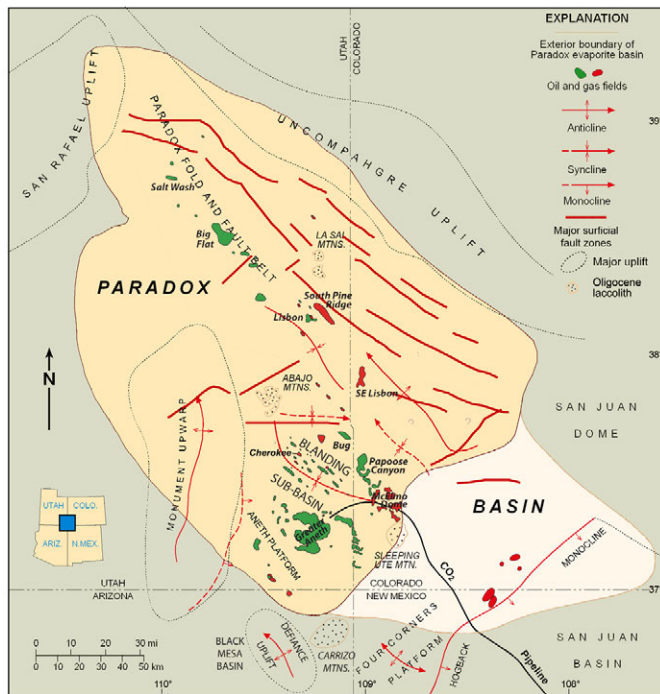 UTAH
COLORADO
EXPLANATION
Exterior boundary of
Paradox evaporite basin
Oil and gas fields
Anticline
Syncline
Monocline
Major surficial
fault zones
Major uplift
Oligocene
laccolith
39°
SAN RAFAEL UPLIFT
UNCOMPAHGRE UPLIFT
PARADOX FOLD AND FAULT BELT
Salt Wash
Big
Flat
LA SAL
MTNS.
PARADOX
South Pine
Ridge
Lisbon
38°
N
ABAJO
MTNS.
SE Lisbon
MONUMENT UPWARP
SAN JUAN
DOME
Bug
BLANDING
SUB-BASIN
Cherokee
Papoose
Canyon
McElmo
Dome
BASIN
UTAH
COLO.
ARIZ.
N.MEX.
Greater
Aneth
ANETH PLATFORM
SLEEPING
UTE MTN.
CO2
MONOCLINE
UTAH
ARIZONA
COLORADO
NEW MEXICO
37°
0 10 20 30 mi
0 10 20 30 40 50 km
BLACK
MESA
BASIN
DEFIANCE
UPLIFT
CARRIZO
MTNS.
FOUR CORNERS
PLATFORM
HOGBACK
Pipeline
SAN JUAN
BASIN
110°
109°
108°